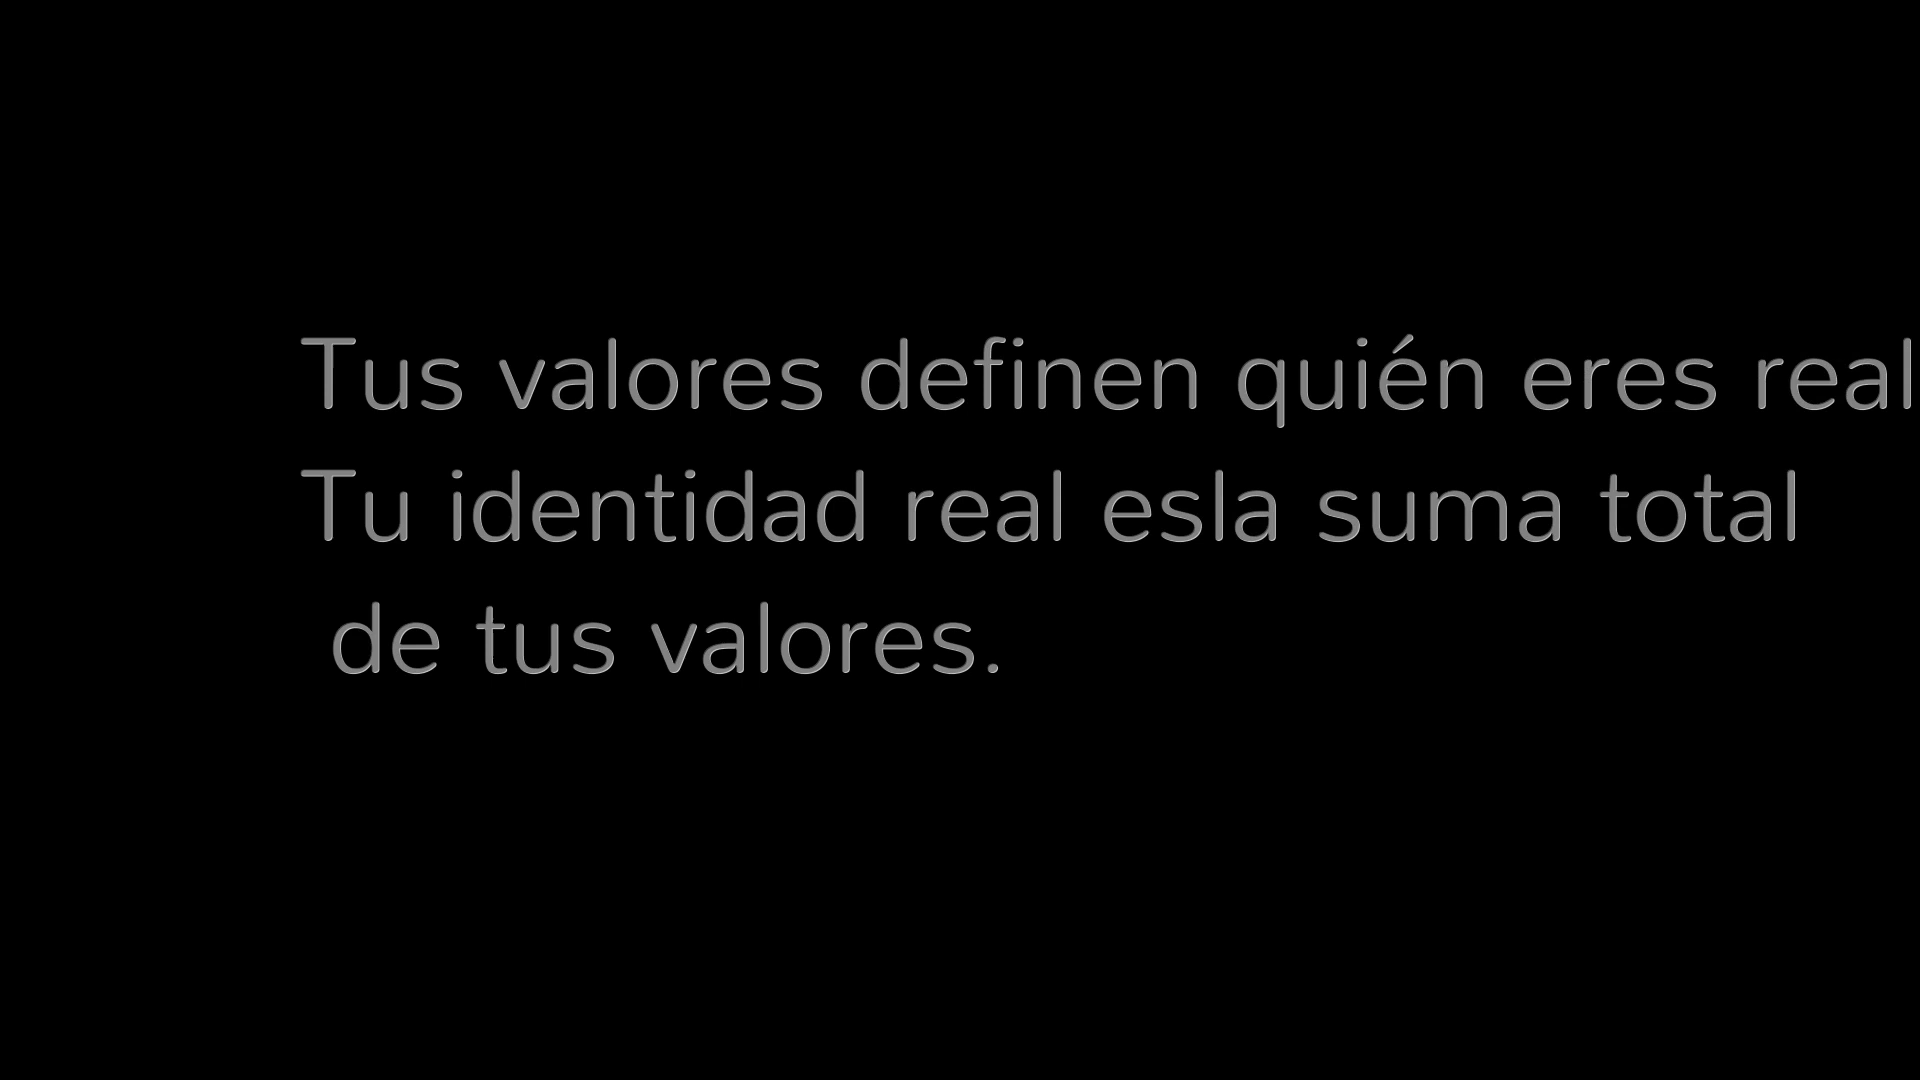 Tus valores definen quién eres real
Tu identidad real esla suma total
de tus valores.